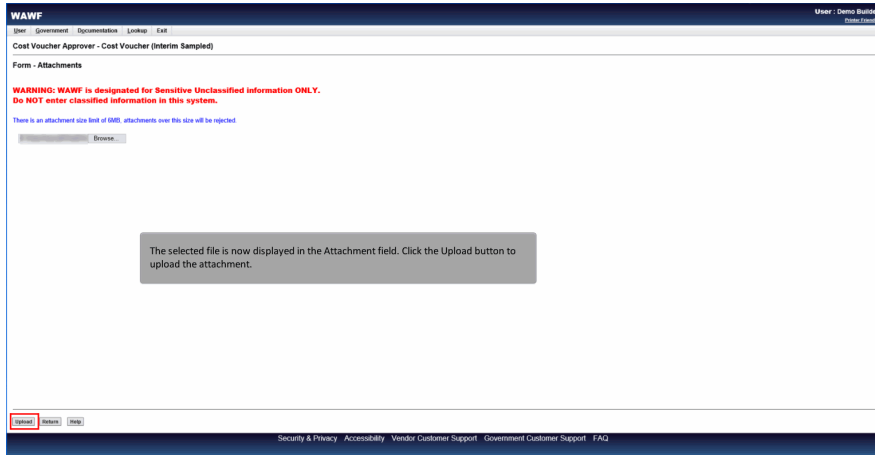 WAWF
User : Demo Builde
Printer Friend
User Government Documentation Lookup Exit
Cost Voucher Approver - Cost Voucher (Interim Sampled)
Form - Attachments
WARNING: WAWF is designated for Sensitive Unclassified information ONLY.
Do NOT enter classified information in this system.
There is an attachment size limit of 6MB, attachments over this size will be rejected.
Browse...
The selected file is now displayed in the Attachment field. Click the Upload button to
upload the attachment.
Upload Return Help
Security & Privacy Accessibility Vendor Customer Support Government Customer Support FAQ